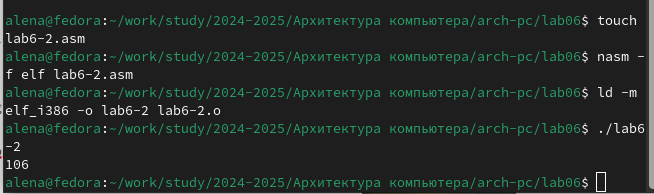 alena@fedora:~/work/study/2024-2025/Архитектура компьютера/arch-pc/lab06$ touch
lab6-2.asm
alena@fedora:~/work/study/2024-2025/Архитектура компьютера/arch-pc/lab06$ nasm -
f elf lab6-2.asm
alena@fedora:~/work/study/2024-2025/Архитектура компьютера/arch-pc/lab06$ ld -m
elf_i386 -o lab6-2 lab6-2.o
alena@fedora:~/work/study/2024-2025/Архитектура компьютера/arch-pc/lab06$ ./lab6
-2
106
alena@fedora:~/work/study/2024-2025/Архитектура компьютера/arch-pc/lab06$